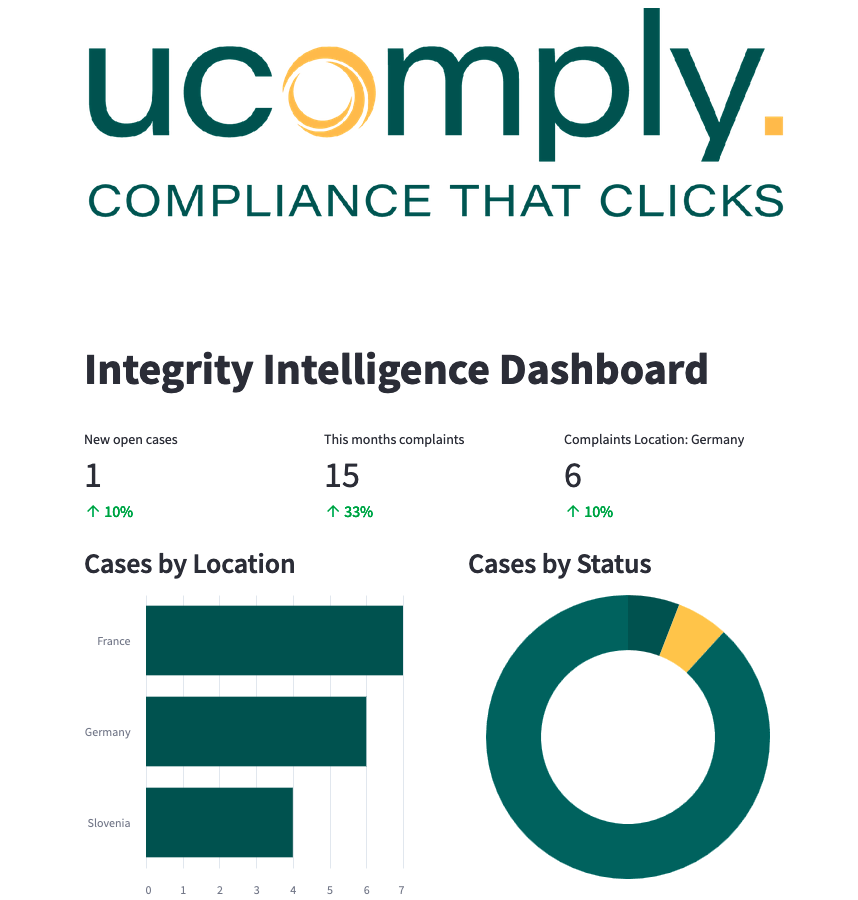 ucomply.
COMPLIANCE THAT CLICKS
Integrity Intelligence Dashboard
New open cases
1
↑ 10%
This months complaints
15
↑ 33%
Complaints Location: Germany
6
↑ 10%
Cases by Location
France
Germany
Slovenia
0 1 2 3 4 5 6 7
Cases by Status